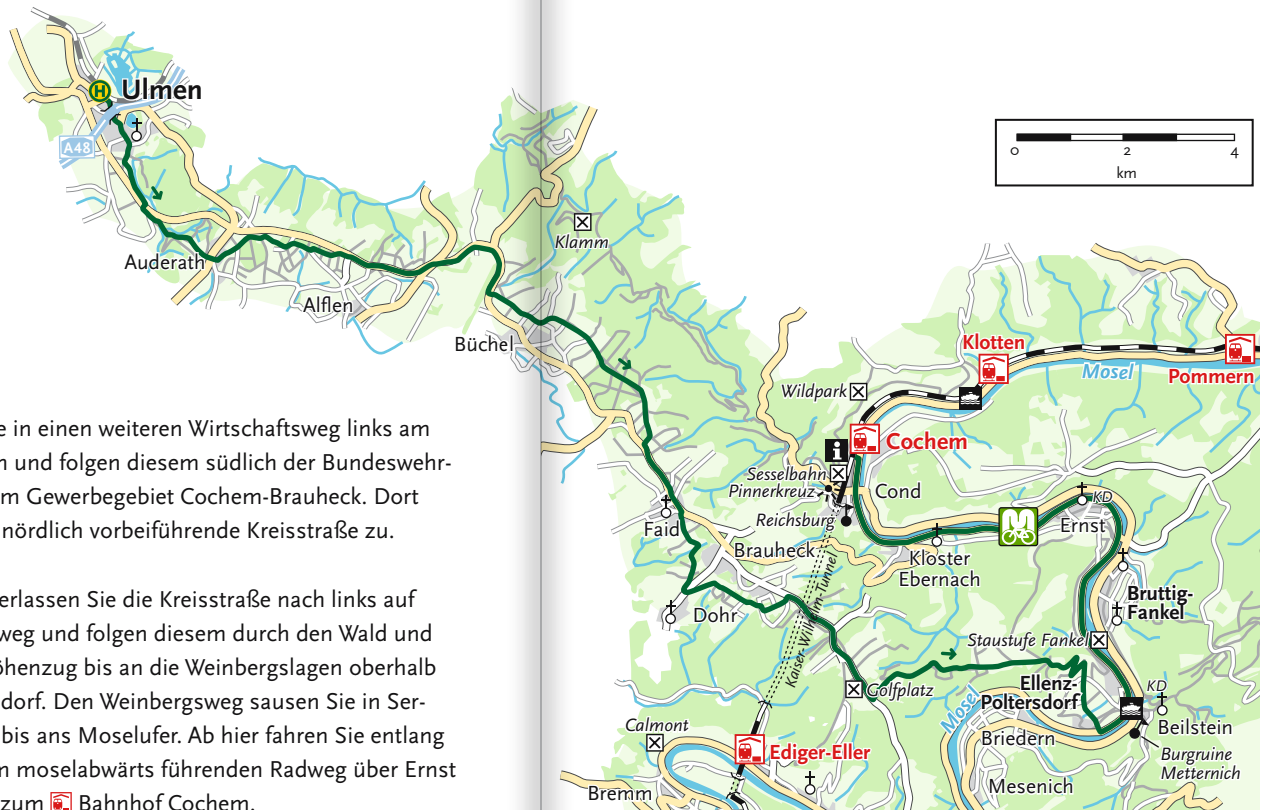 Ulmen
H
A48
Auderath
Alflen
Büchel
Klamm
0 2 4
km
Klotten
Mosel
Pommern
Wildpark
i
Cochem
Sesselbahn
Pinnerkreuz
Cond
Reichsburg
KD
Ernst
Faid
Brauheck
Kloster
Ebernach
Kaiser-Wilhelm-Tunnel
Bruttig-
Fankel
Dohr
Staustufe Fankel
Golfplatz
Ellenz-
Poltersdorf
KD
Mosel
Beilstein
Briedern
Burgruine
Metternich
Calmont
Ediger-Eller
Mesenich
Bremm
e in einen weiteren Wirtschaftsweg links am
n und folgen diesem südlich der Bundeswehr-
m Gewerbegebiet Cochem-Brauheck. Dort
nördlich vorbeiführende Kreisstraße zu.
erlassen Sie die Kreisstraße nach links auf
weg und folgen diesem durch den Wald und
öhenzug bis an die Weinbergslagen oberhalb
dorf. Den Weinbergsweg sausen Sie in Ser-
bis ans Moselufer. Ab hier fahren Sie entlang
n moselabwärts führenden Radweg über Ernst
zum Bahnhof Cochem.